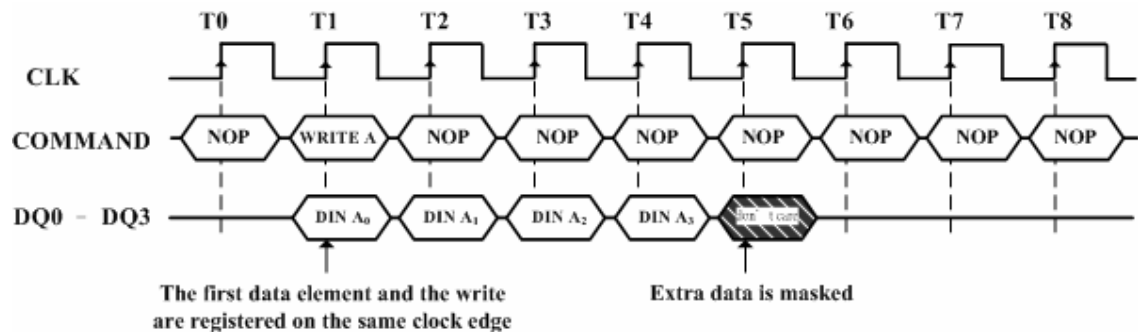 T0 T1 T2 T3 T4 T5 T6 T7 T8
CLK
COMMAND NOP WRITE A NOP NOP NOP NOP NOP NOP NOP
DQ0 - DQ3 DIN A₀ DIN A₁ DIN A₂ DIN A₃ don't care
The first data element and the write
are registered on the same clock edge
Extra data is masked